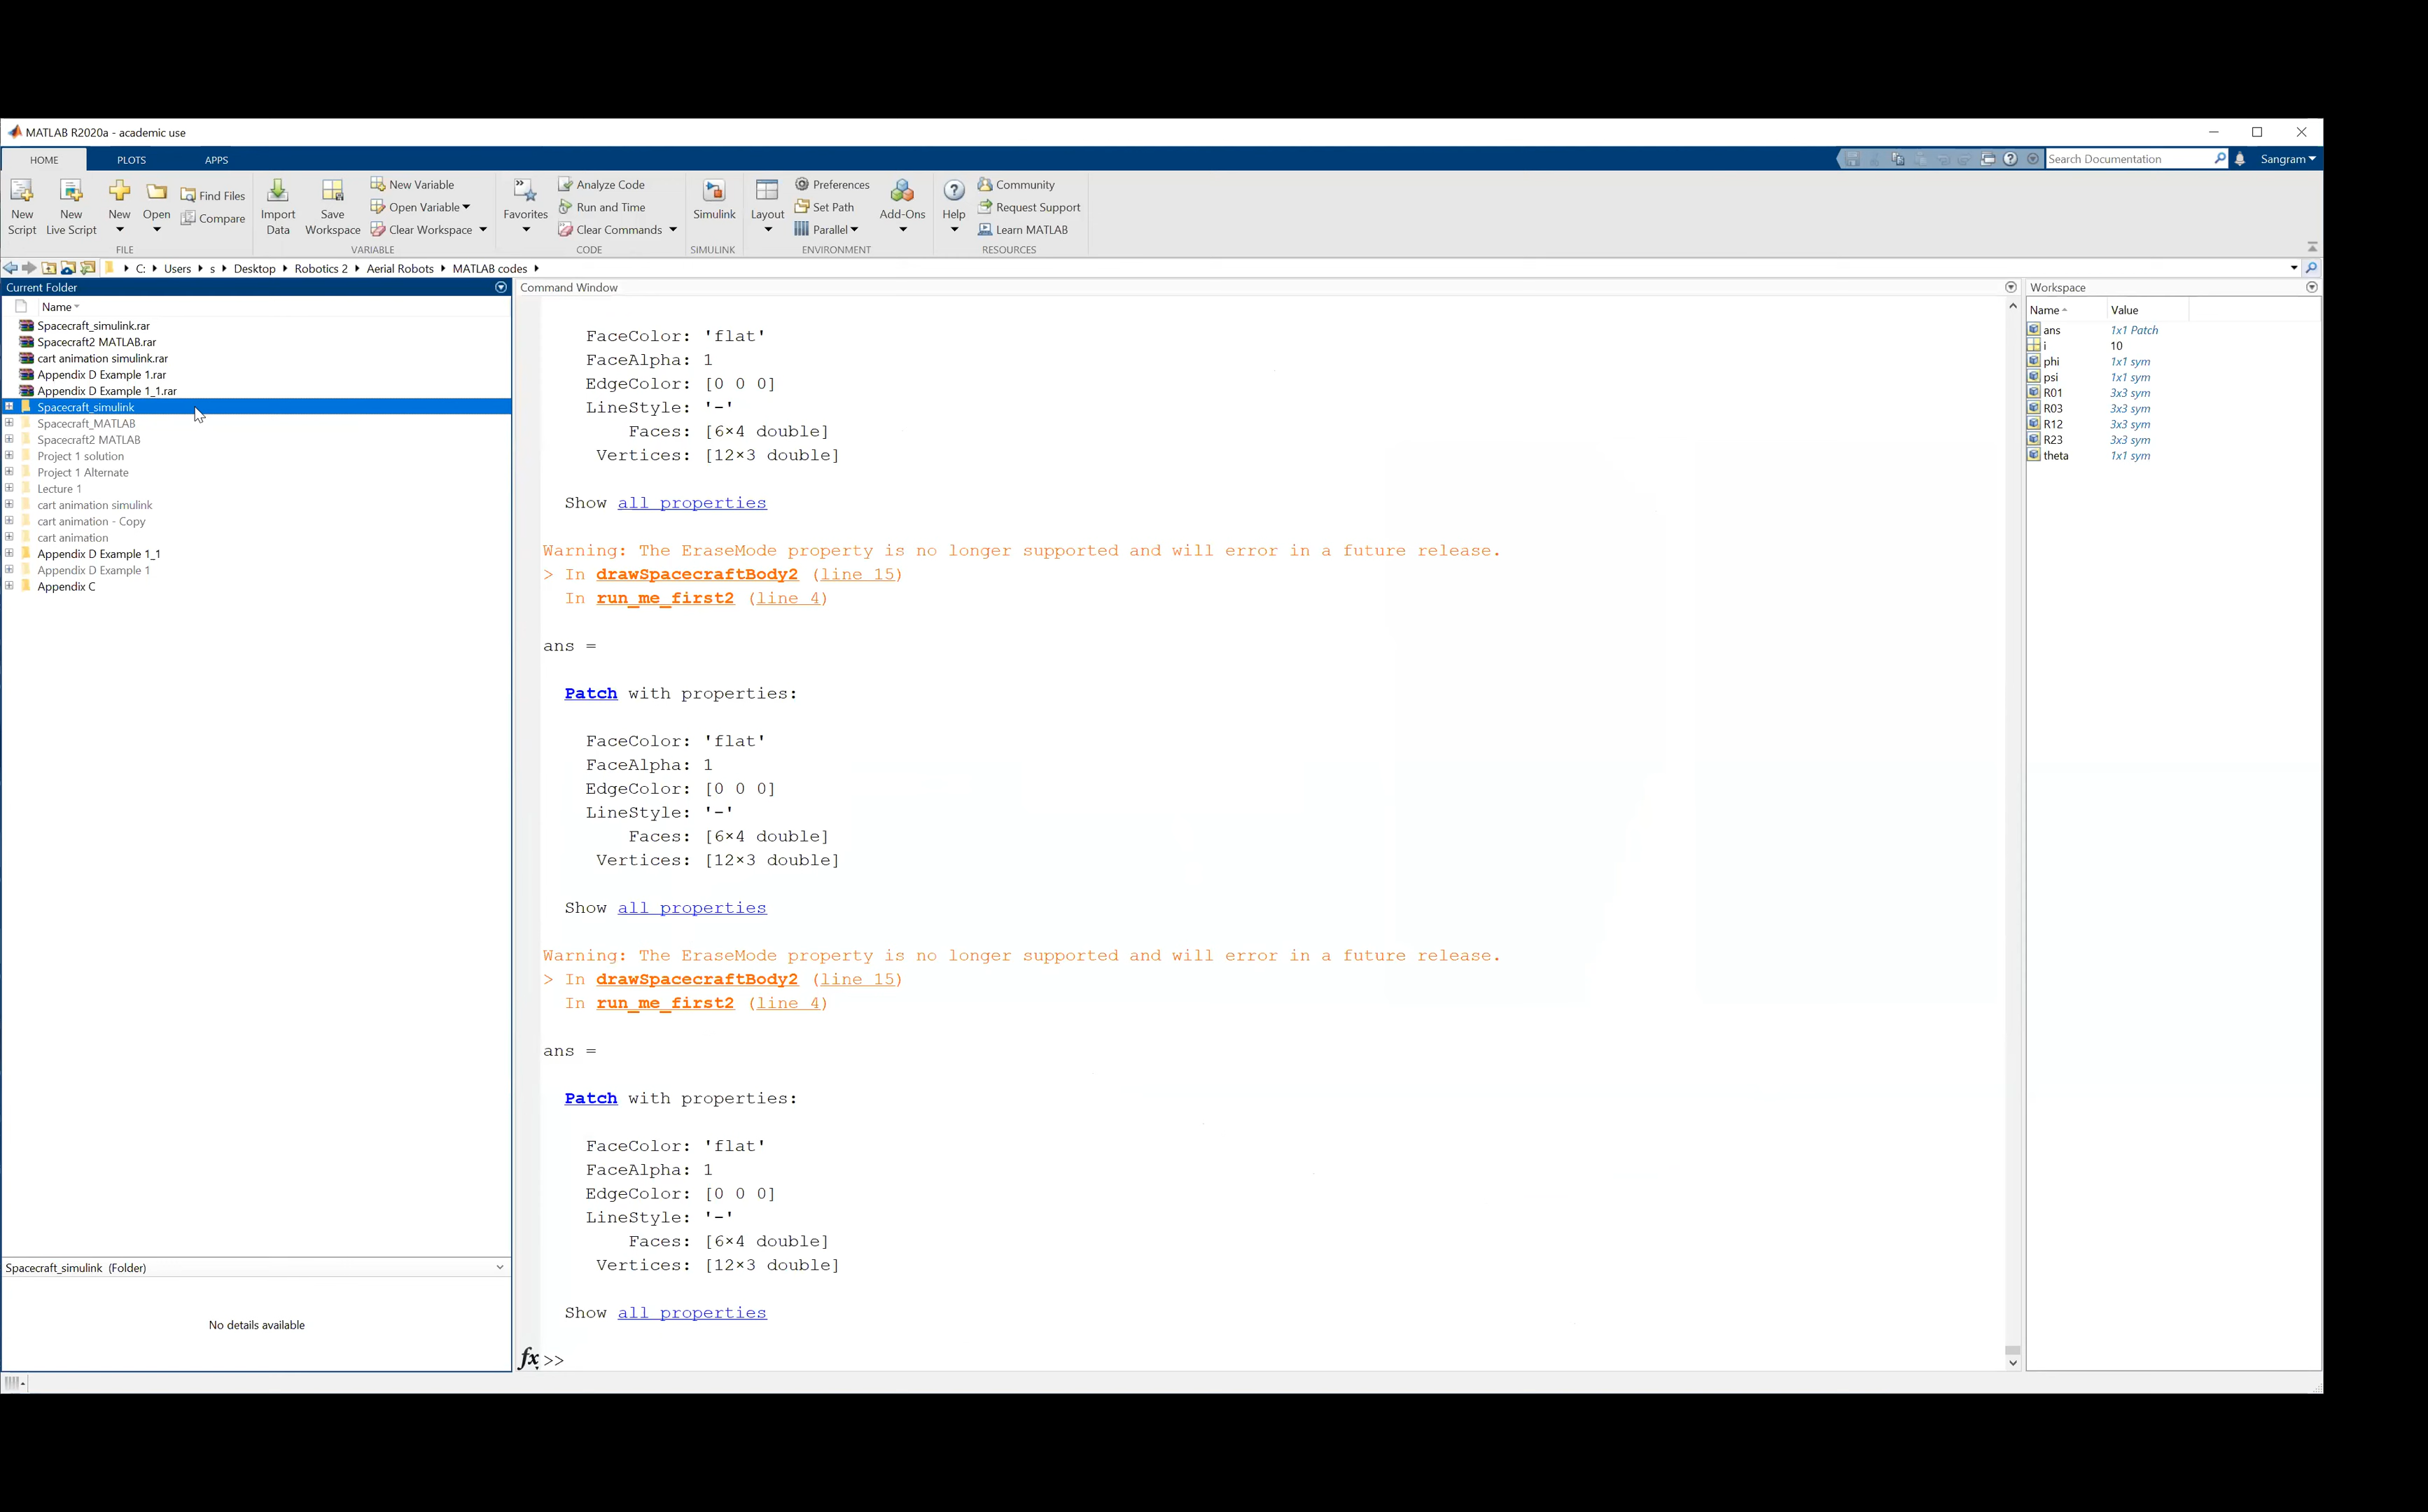 MATLAB R2020a - academic use
HOME PLOTS APPS
Search Documentation
Sangram
New Script
New Live Script
New
Open
Find Files
Compare
FILE
Import Data
Save Workspace
New Variable
Open Variable
Clear Workspace
VARIABLE
Favorites
Analyze Code
Run and Time
Clear Commands
CODE
Simulink
SIMULINK
Layout
Preferences
Set Path
Parallel
Add-Ons
ENVIRONMENT
Help
Community
Request Support
Learn MATLAB
RESOURCES
C: Users s Desktop Robotics 2 Aerial Robots MATLAB codes
Current Folder
Name
Spacecraft_simulink.rar
Spacecraft2 MATLAB.rar
cart animation simulink.rar
Appendix D Example 1.rar
Appendix D Example 1_1.rar
Spacecraft_simulink
Spacecraft_MATLAB
Spacecraft2 MATLAB
Project 1 solution
Project 1 Alternate
Lecture 1
cart animation simulink
cart animation - Copy
cart animation
Appendix D Example 1_1
Appendix D Example 1
Appendix C
Spacecraft_simulink (Folder)
No details available
Command Window
FaceColor: 'flat'
FaceAlpha: 1
EdgeColor: [0 0 0]
LineStyle: '-'
Faces: [6×4 double]
Vertices: [12×3 double]
Show all properties
Warning: The EraseMode property is no longer supported and will error in a future release.
> In drawSpacecraftBody2 (line 15)
In run_me_first2 (line 4)
ans =
Patch with properties:
FaceColor: 'flat'
FaceAlpha: 1
EdgeColor: [0 0 0]
LineStyle: '-'
Faces: [6×4 double]
Vertices: [12×3 double]
Show all properties
Warning: The EraseMode property is no longer supported and will error in a future release.
> In drawSpacecraftBody2 (line 15)
In run_me_first2 (line 4)
ans =
Patch with properties:
FaceColor: 'flat'
FaceAlpha: 1
EdgeColor: [0 0 0]
LineStyle: '-'
Faces: [6×4 double]
Vertices: [12×3 double]
Show all properties
fx >>
Workspace
Name Value
ans 1x1 Patch
i 10
phi 1x1 sym
psi 1x1 sym
R01 3x3 sym
R03 3x3 sym
R12 3x3 sym
R23 3x3 sym
theta 1x1 sym